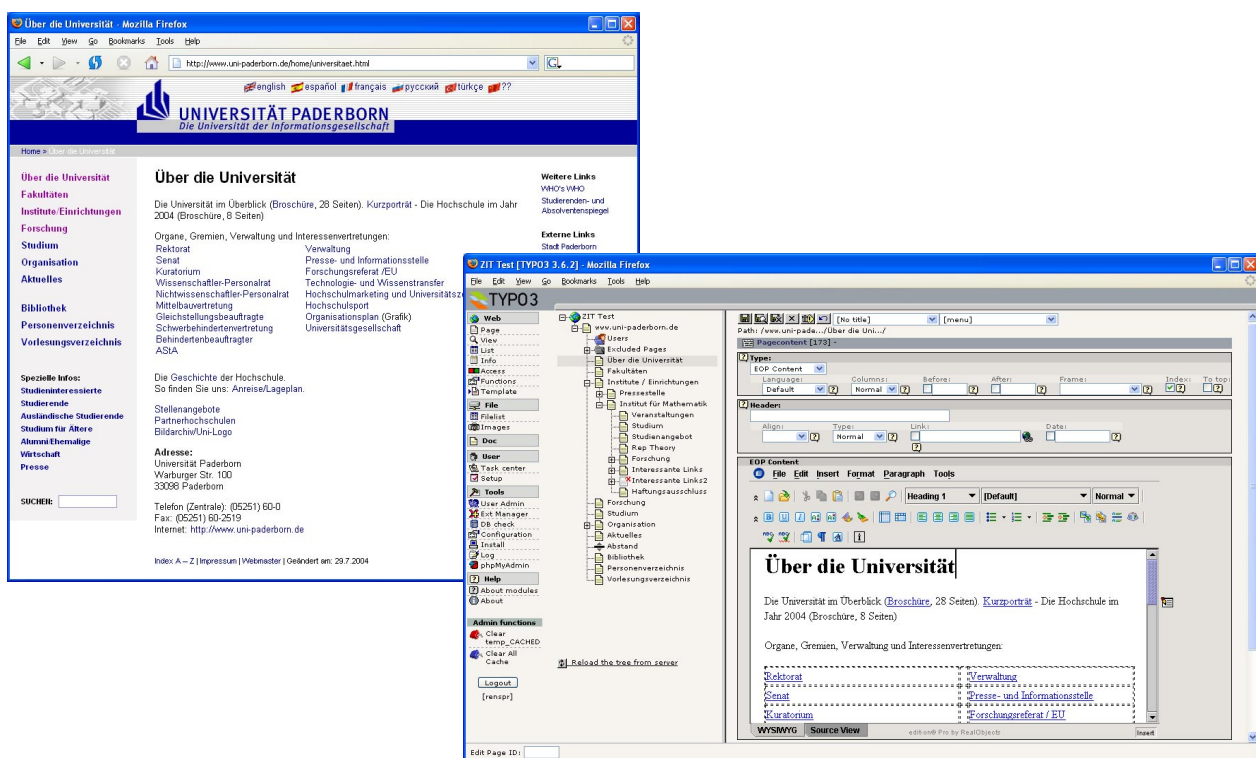 Über die Universität - Mozilla Firefox
File Edit View Go Bookmarks Tools Help
http://www.uni-paderborn.de/home/universitaet.html
G
english español français русский türkçe ??
UNIVERSITÄT PADERBORN
Die Universität der Informationsgesellschaft
Home > Über die Universität
Über die Universität
Fakultäten
Institute/Einrichtungen
Forschung
Studium
Organisation
Aktuelles
Bibliothek
Personenverzeichnis
Vorlesungsverzeichnis
Spezielle Infos:
Studieninteressierte
Studierende
Ausländische Studierende
Studium für Ältere
Alumni/Ehemalige
Wirtschaft
Presse
SUCHEN:
Über die Universität
Die Universität im Überblick (Broschüre, 28 Seiten). Kurzporträt - Die Hochschule im Jahr
2004 (Broschüre, 8 Seiten)
Organe, Gremien, Verwaltung und Interessenvertretungen:
Rektorat Verwaltung
Senat Presse- und Informationsstelle
Kuratorium Forschungsreferat /EU
Wissenschaftler-Personalrat Technologie- und Wissenstransfer
Nichtwissenschaftler-Personalrat Hochschulmarketing und Universitätsz
Mittelbauvertretung Hochschulsport
Gleichstellungsbeauftragte Organisationsplan (Grafik)
Schwerbehindertenvertretung Universitätsgesellschaft
Behindertenbeauftragter
AStA
Die Geschichte der Hochschule.
So finden Sie uns: Anreise/Lageplan.
Stellenangebote
Partnerhochschulen
Bildarchiv/Uni-Logo
Adresse:
Universität Paderborn
Warburger Str. 100
33098 Paderborn
Telefon (Zentrale): (05251) 60-0
Fax: (05251) 60-2519
Internet: http://www.uni-paderborn.de
Index A – Z | Impressum | Webmaster | Geändert am: 29.7.2004
Weitere Links
WHO's WHO
Studierenden- und
Absolventenspiegel
Externe Links
Stadt Paderborn
ZIT Test [TYPO3 3.6.2] - Mozilla Firefox
File Edit View Go Bookmarks Tools Help
TYPO3
Web
Page
View
List
Info
Access
Functions
Template
File
Filelist
Images
Doc
User
Task center
Setup
Tools
User Admin
Ext Manager
DB check
Configuration
Install
Log
phpMyAdmin
Help
About modules
About
Admin functions
Clear
temp_CACHED
Clear All
Cache
Logout
[renspr]
ZIT Test
www.uni-paderborn.de
Users
Excluded Pages
Über die Universität
Fakultäten
Institute / Einrichtungen
Pressestelle
Institut für Mathematik
Veranstaltungen
Studium
Studienangebot
Rep Theory
Forschung
Interessante Links
Interessante Links2
Haftungsausschluss
Forschung
Studium
Organisation
Aktuelles
Abstand
Bibliothek
Personenverzeichnis
Vorlesungsverzeichnis
Reload the tree from server
[No title] [menu]
Path: /www.uni-pade.../Über die Uni.../
Pagecontent [173] -
Type:
EOP Content
Language: Columns: Before: After: Frame: Index: To top:
Default Normal
Header:
Align: Type: Link: Date:
Normal
EOP Content
File Edit Insert Format Paragraph Tools
Heading 1 [Default] Normal
Über die Universität
Die Universität im Überblick (Broschüre, 28 Seiten). Kurzporträt - Die Hochschule im
Jahr 2004 (Broschüre, 8 Seiten)
Organe, Gremien, Verwaltung und Interessenvertretungen:
Rektorat Verwaltung
Senat Presse- und Informationsstelle
Kuratorium Forschungsreferat / EU
WYSIWYG Source View edit-on® Pro by RealObjects Insert
Edit Page ID: